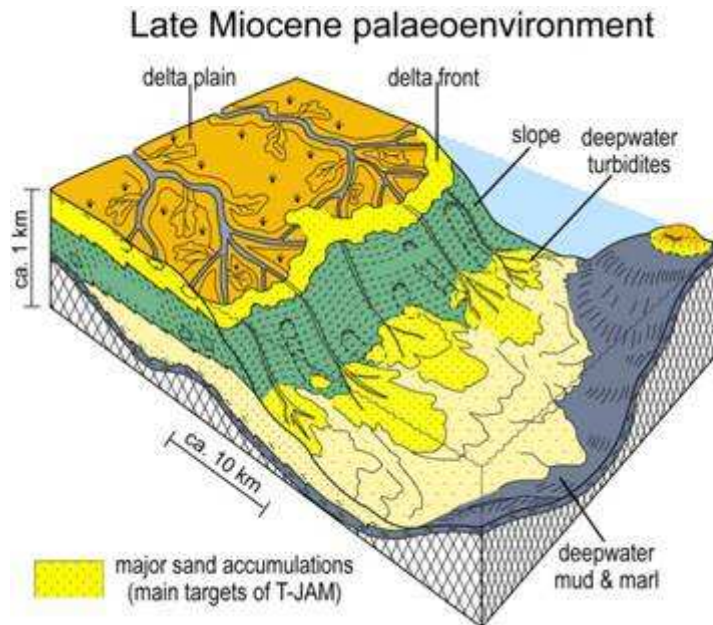 Late Miocene palaeoenvironment
delta plain
delta front
slope
deepwater
turbidites
ca. 1 km
ca. 10 km
major sand accumulations
(main targets of T-JAM)
deepwater
mud & marl